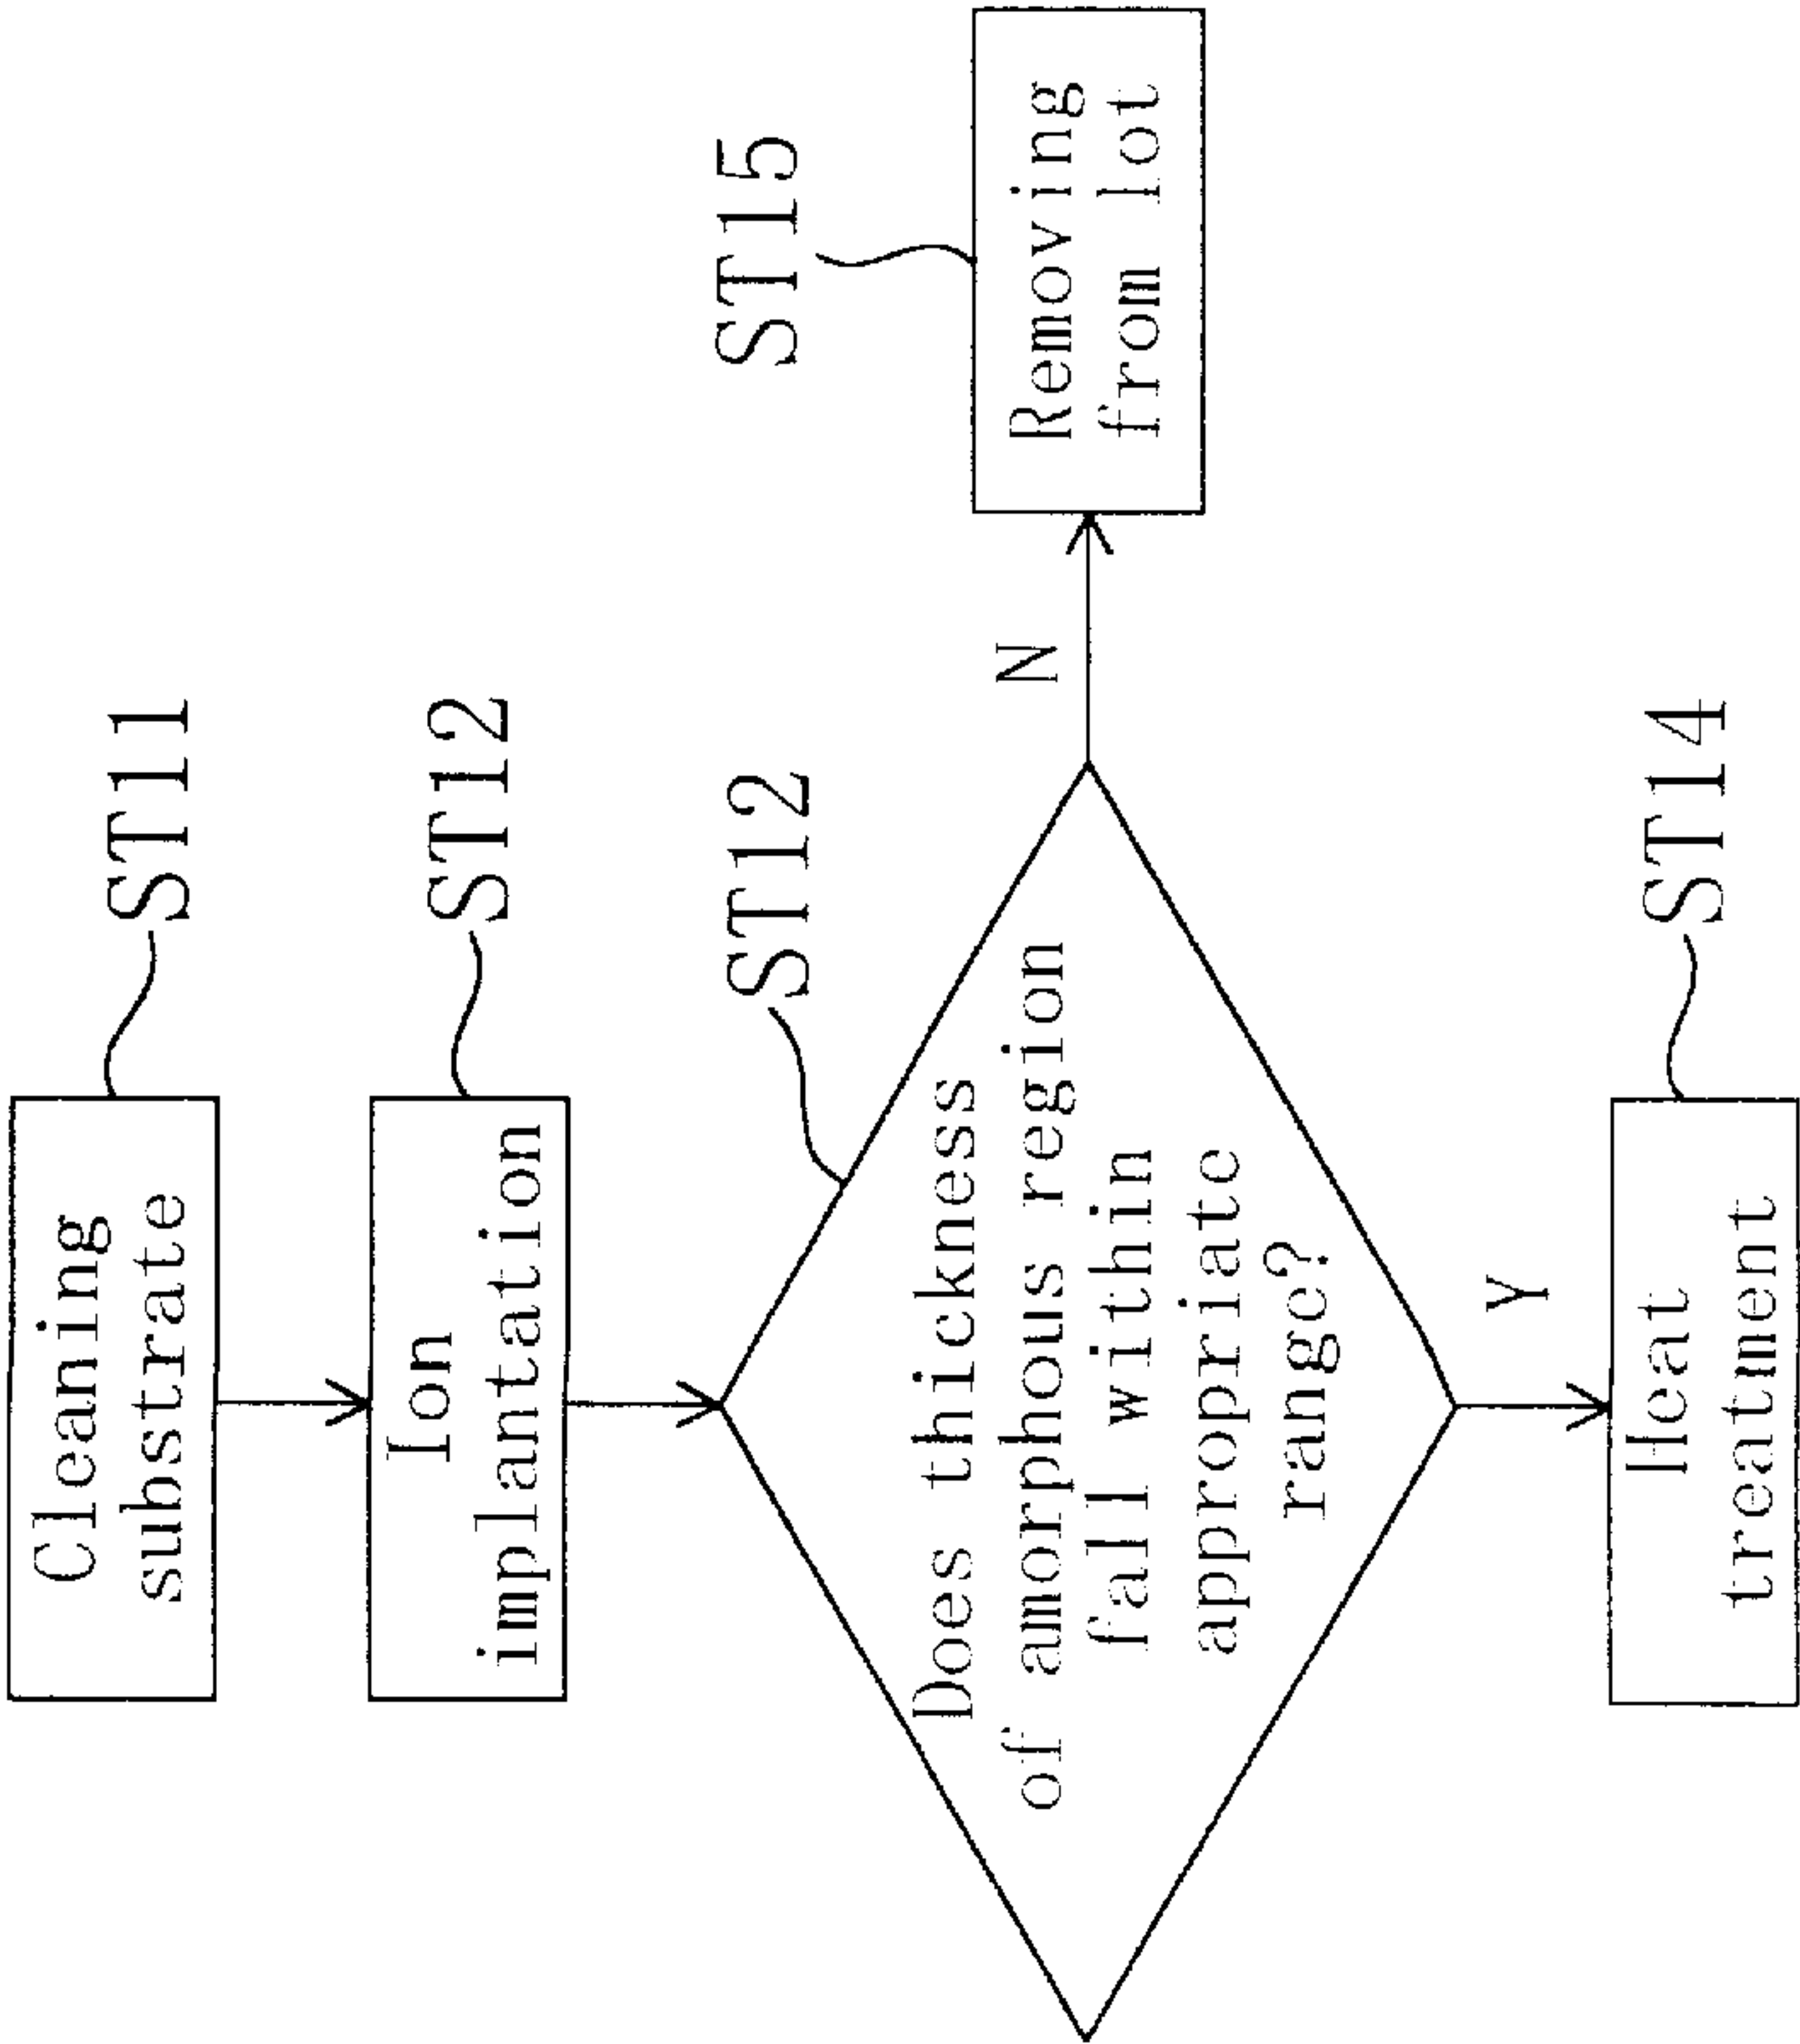 Cleaning
substrate
ST11
Ion
implantation
ST12
Does thickness
of amorphous region
fall within
appropriate
range?
ST12
N
Removing
from lot
ST15
Y
Heat
treatment
ST14